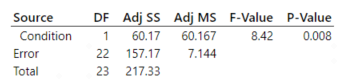 Source DF Adj SS Adj MS F-Value P-Value
Condition 1 60.17 60.167 8.42 0.008
Error 22 157.17 7.144
Total 23 217.33